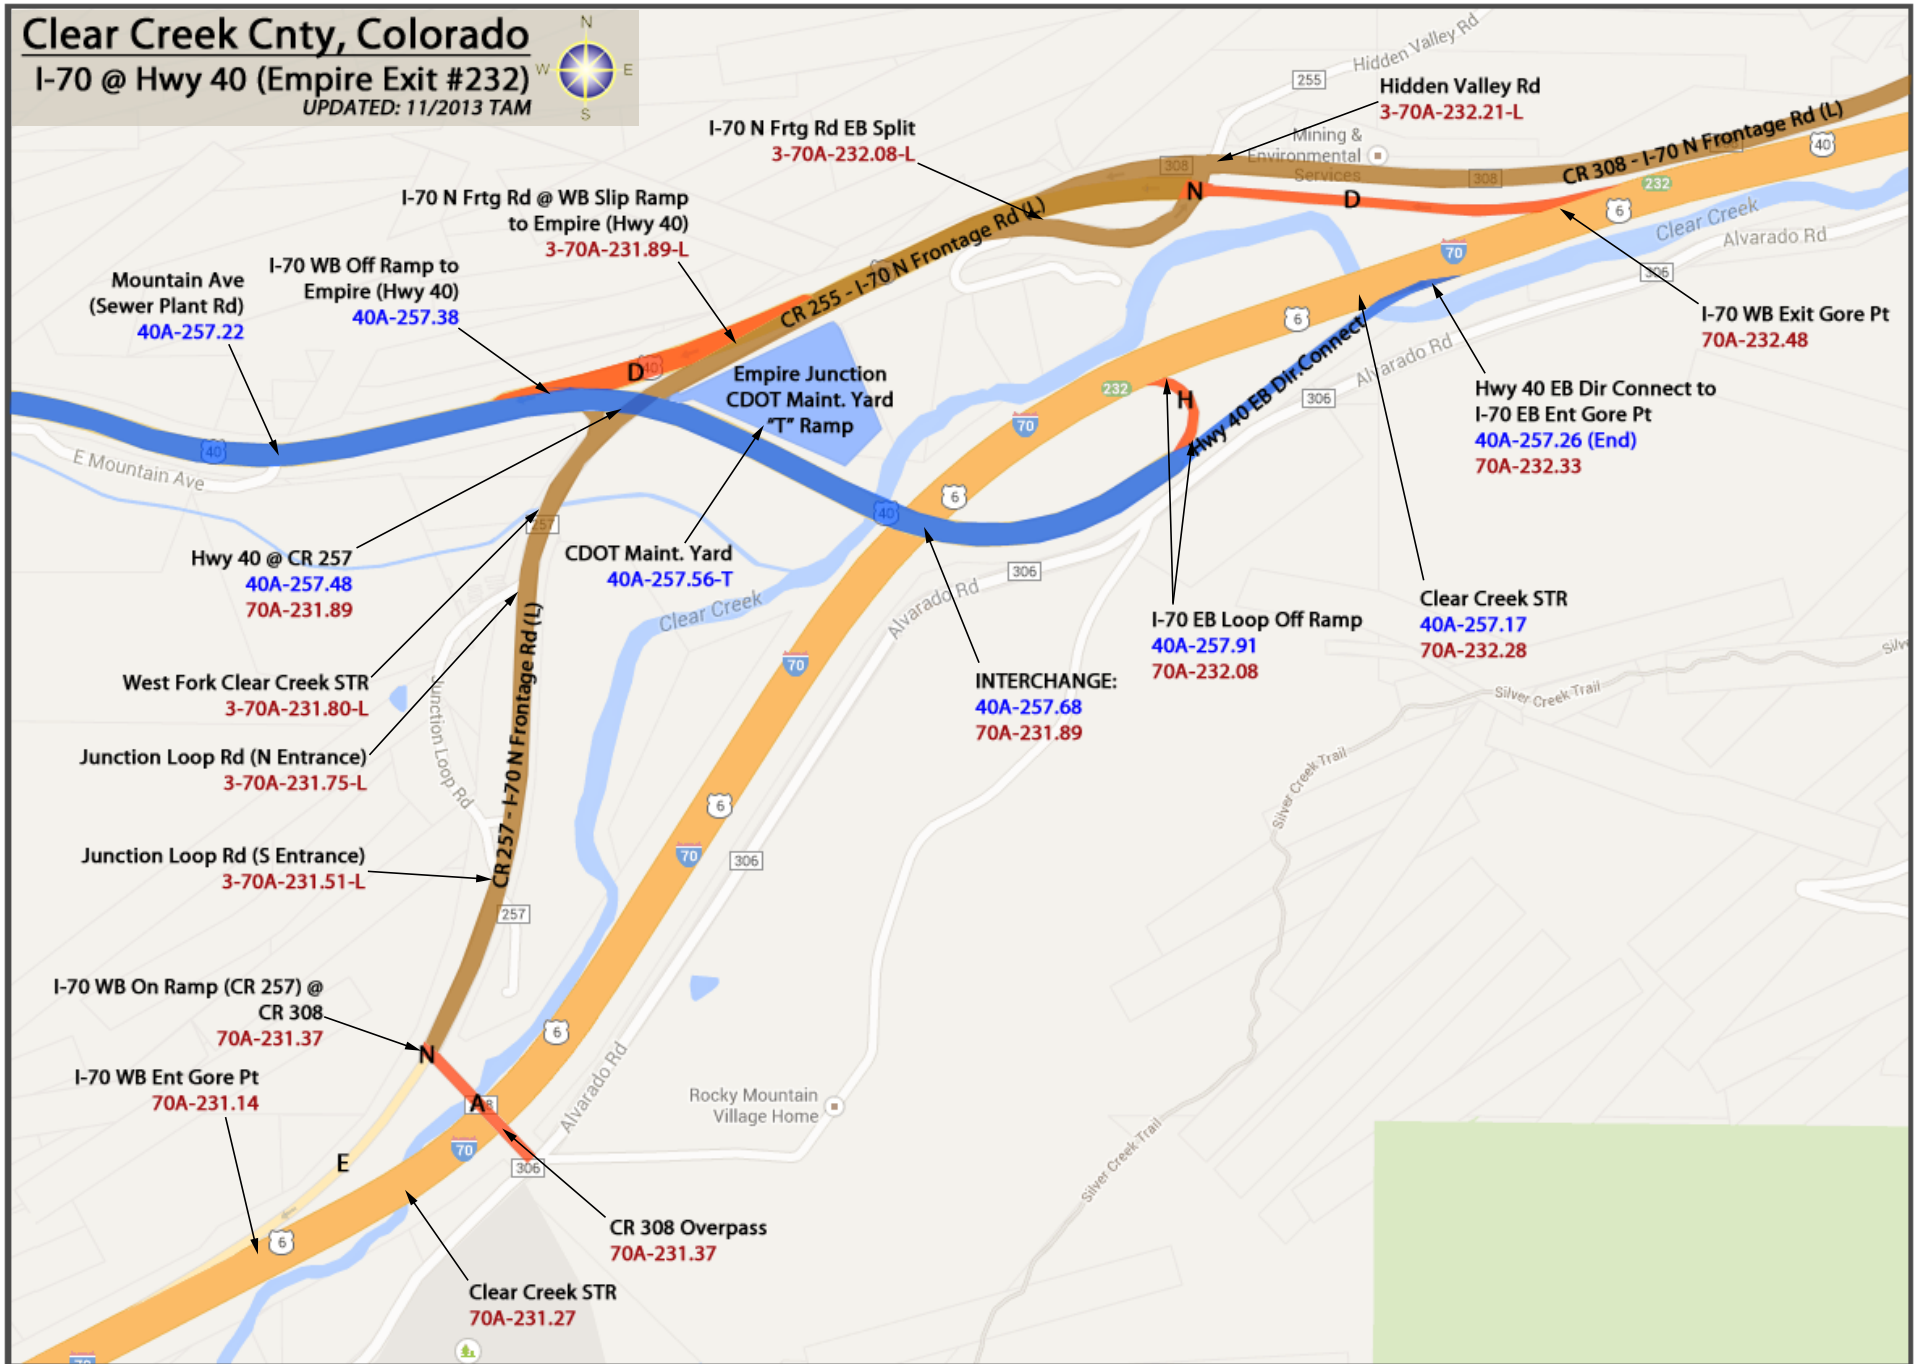 Clear Creek Cnty, Colorado
I-70 @ Hwy 40 (Empire Exit #232)
UPDATED: 11/2013 TAM
N
W
E
S
Hidden Valley Rd
255
Hidden Valley Rd
3-70A-232.21-L
I-70 N Frtg Rd EB Split
3-70A-232.08-L
Mining &
Environmental
Services
308
308
CR 308 - I-70 N Frontage Rd (L)
40
232
6
N
D
I-70 N Frtg Rd @ WB Slip Ramp
to Empire (Hwy 40)
3-70A-231.89-L
CR 255 - I-70 N Frontage Rd (L)
Clear Creek
Alvarado Rd
70
306
Mountain Ave
(Sewer Plant Rd)
40A-257.22
I-70 WB Off Ramp to
Empire (Hwy 40)
40A-257.38
I-70 WB Exit Gore Pt
70A-232.48
6
D
40
Empire Junction
CDOT Maint. Yard
"T" Ramp
232
H
Hwy 40 EB Dir.Connect
Alvarado Rd
306
Hwy 40 EB Dir Connect to
I-70 EB Ent Gore Pt
40A-257.26 (End)
70A-232.33
70
40
E Mountain Ave
6
40
257
Hwy 40 @ CR 257
40A-257.48
70A-231.89
CDOT Maint. Yard
40A-257.56-T
306
Clear Creek
Alvarado Rd
Clear Creek STR
40A-257.17
70A-232.28
I-70 EB Loop Off Ramp
40A-257.91
70A-232.08
70
West Fork Clear Creek STR
3-70A-231.80-L
INTERCHANGE:
40A-257.68
70A-231.89
Silver Creek Trail
Silve
Junction Loop Rd
CR 257 - I-70 N Frontage Rd (L)
Junction Loop Rd (N Entrance)
3-70A-231.75-L
Silver Creek Trail
6
70
306
Junction Loop Rd (S Entrance)
3-70A-231.51-L
257
I-70 WB On Ramp (CR 257) @
CR 308
70A-231.37
6
N
I-70 WB Ent Gore Pt
70A-231.14
A
Alvarado Rd
Rocky Mountain
Village Home
70
E
306
Silver Creek Trail
6
CR 308 Overpass
70A-231.37
Clear Creek STR
70A-231.27
70